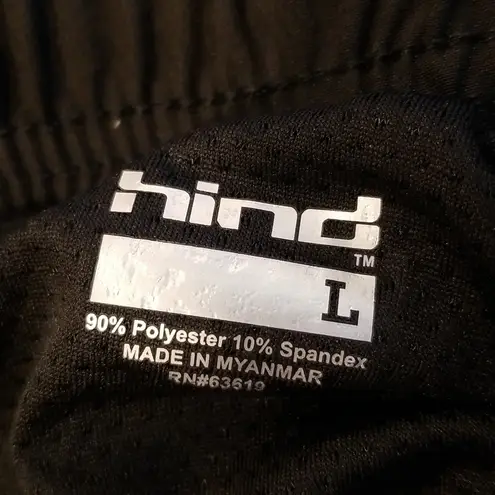 hind
TM
L
90% Polyester 10% Spandex
MADE IN MYANMAR
RN#63619